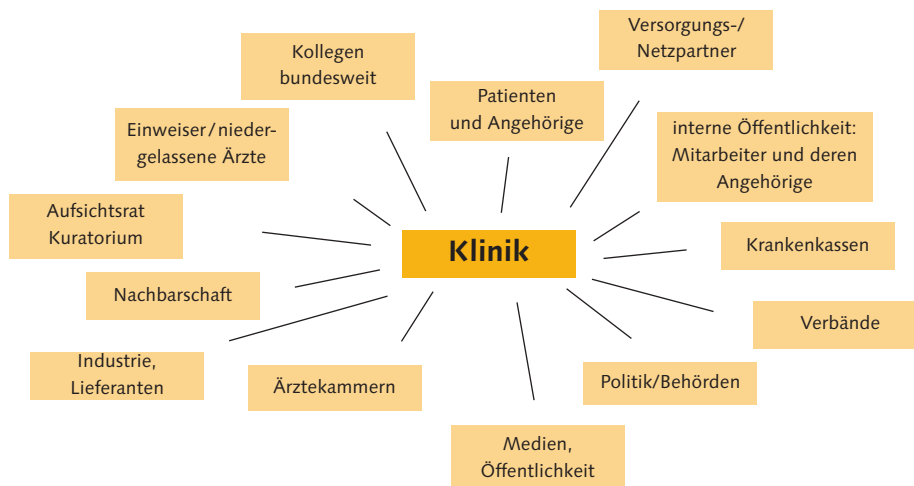 Versorgungs-/
Netzpartner
Kollegen
bundesweit
Patienten
und Angehörige
Einweiser/nieder-
gelassene Ärzte
interne Öffentlichkeit:
Mitarbeiter und deren
Angehörige
Aufsichtsrat
Kuratorium
Klinik
Krankenkassen
Nachbarschaft
Verbände
Industrie,
Lieferanten
Ärztekammern
Politik/Behörden
Medien,
Öffentlichkeit